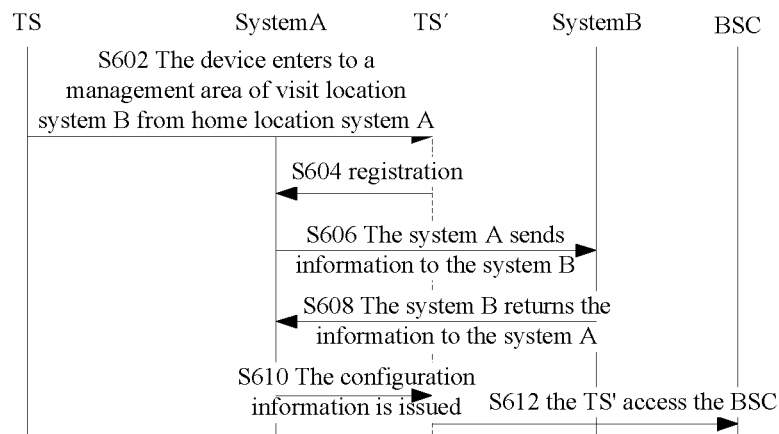 TS SystemA TS´ SystemB BSC
S602 The device enters to a
management area of visit location
system B from home location system A
S604 registration
S606 The system A sends
information to the system B
S608 The system B returns the
information to the system A
S610 The configuration
information is issued
S612 the TS' access the BSC